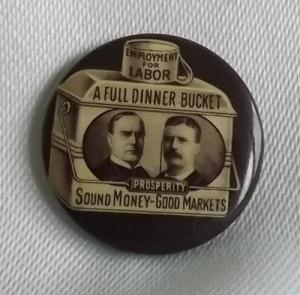 EMPLOYMENT
FOR
LABOR
A FULL DINNER BUCKET
PROSPERITY
SOUND MONEY-GOOD MARKETS